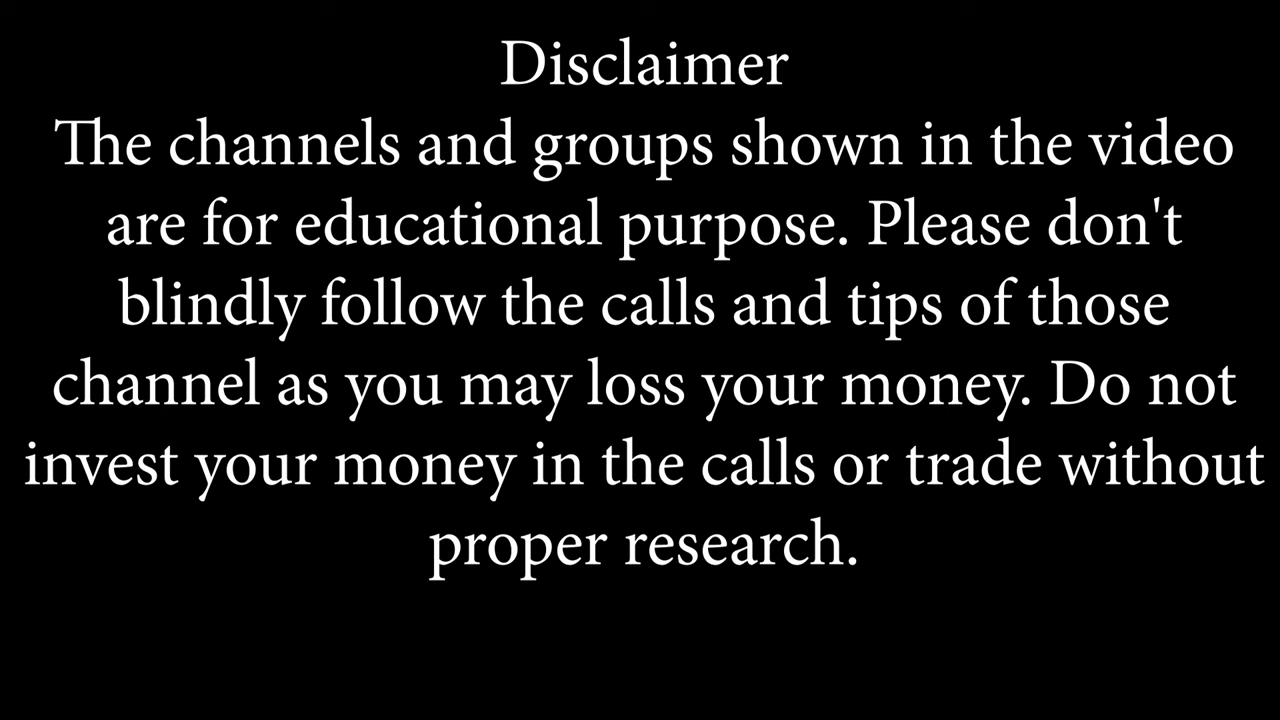 Disclaimer
The channels and groups shown in the video
are for educational purpose. Please don't
blindly follow the calls and tips of those
channel as you may loss your money. Do not
invest your money in the calls or trade without
proper research.